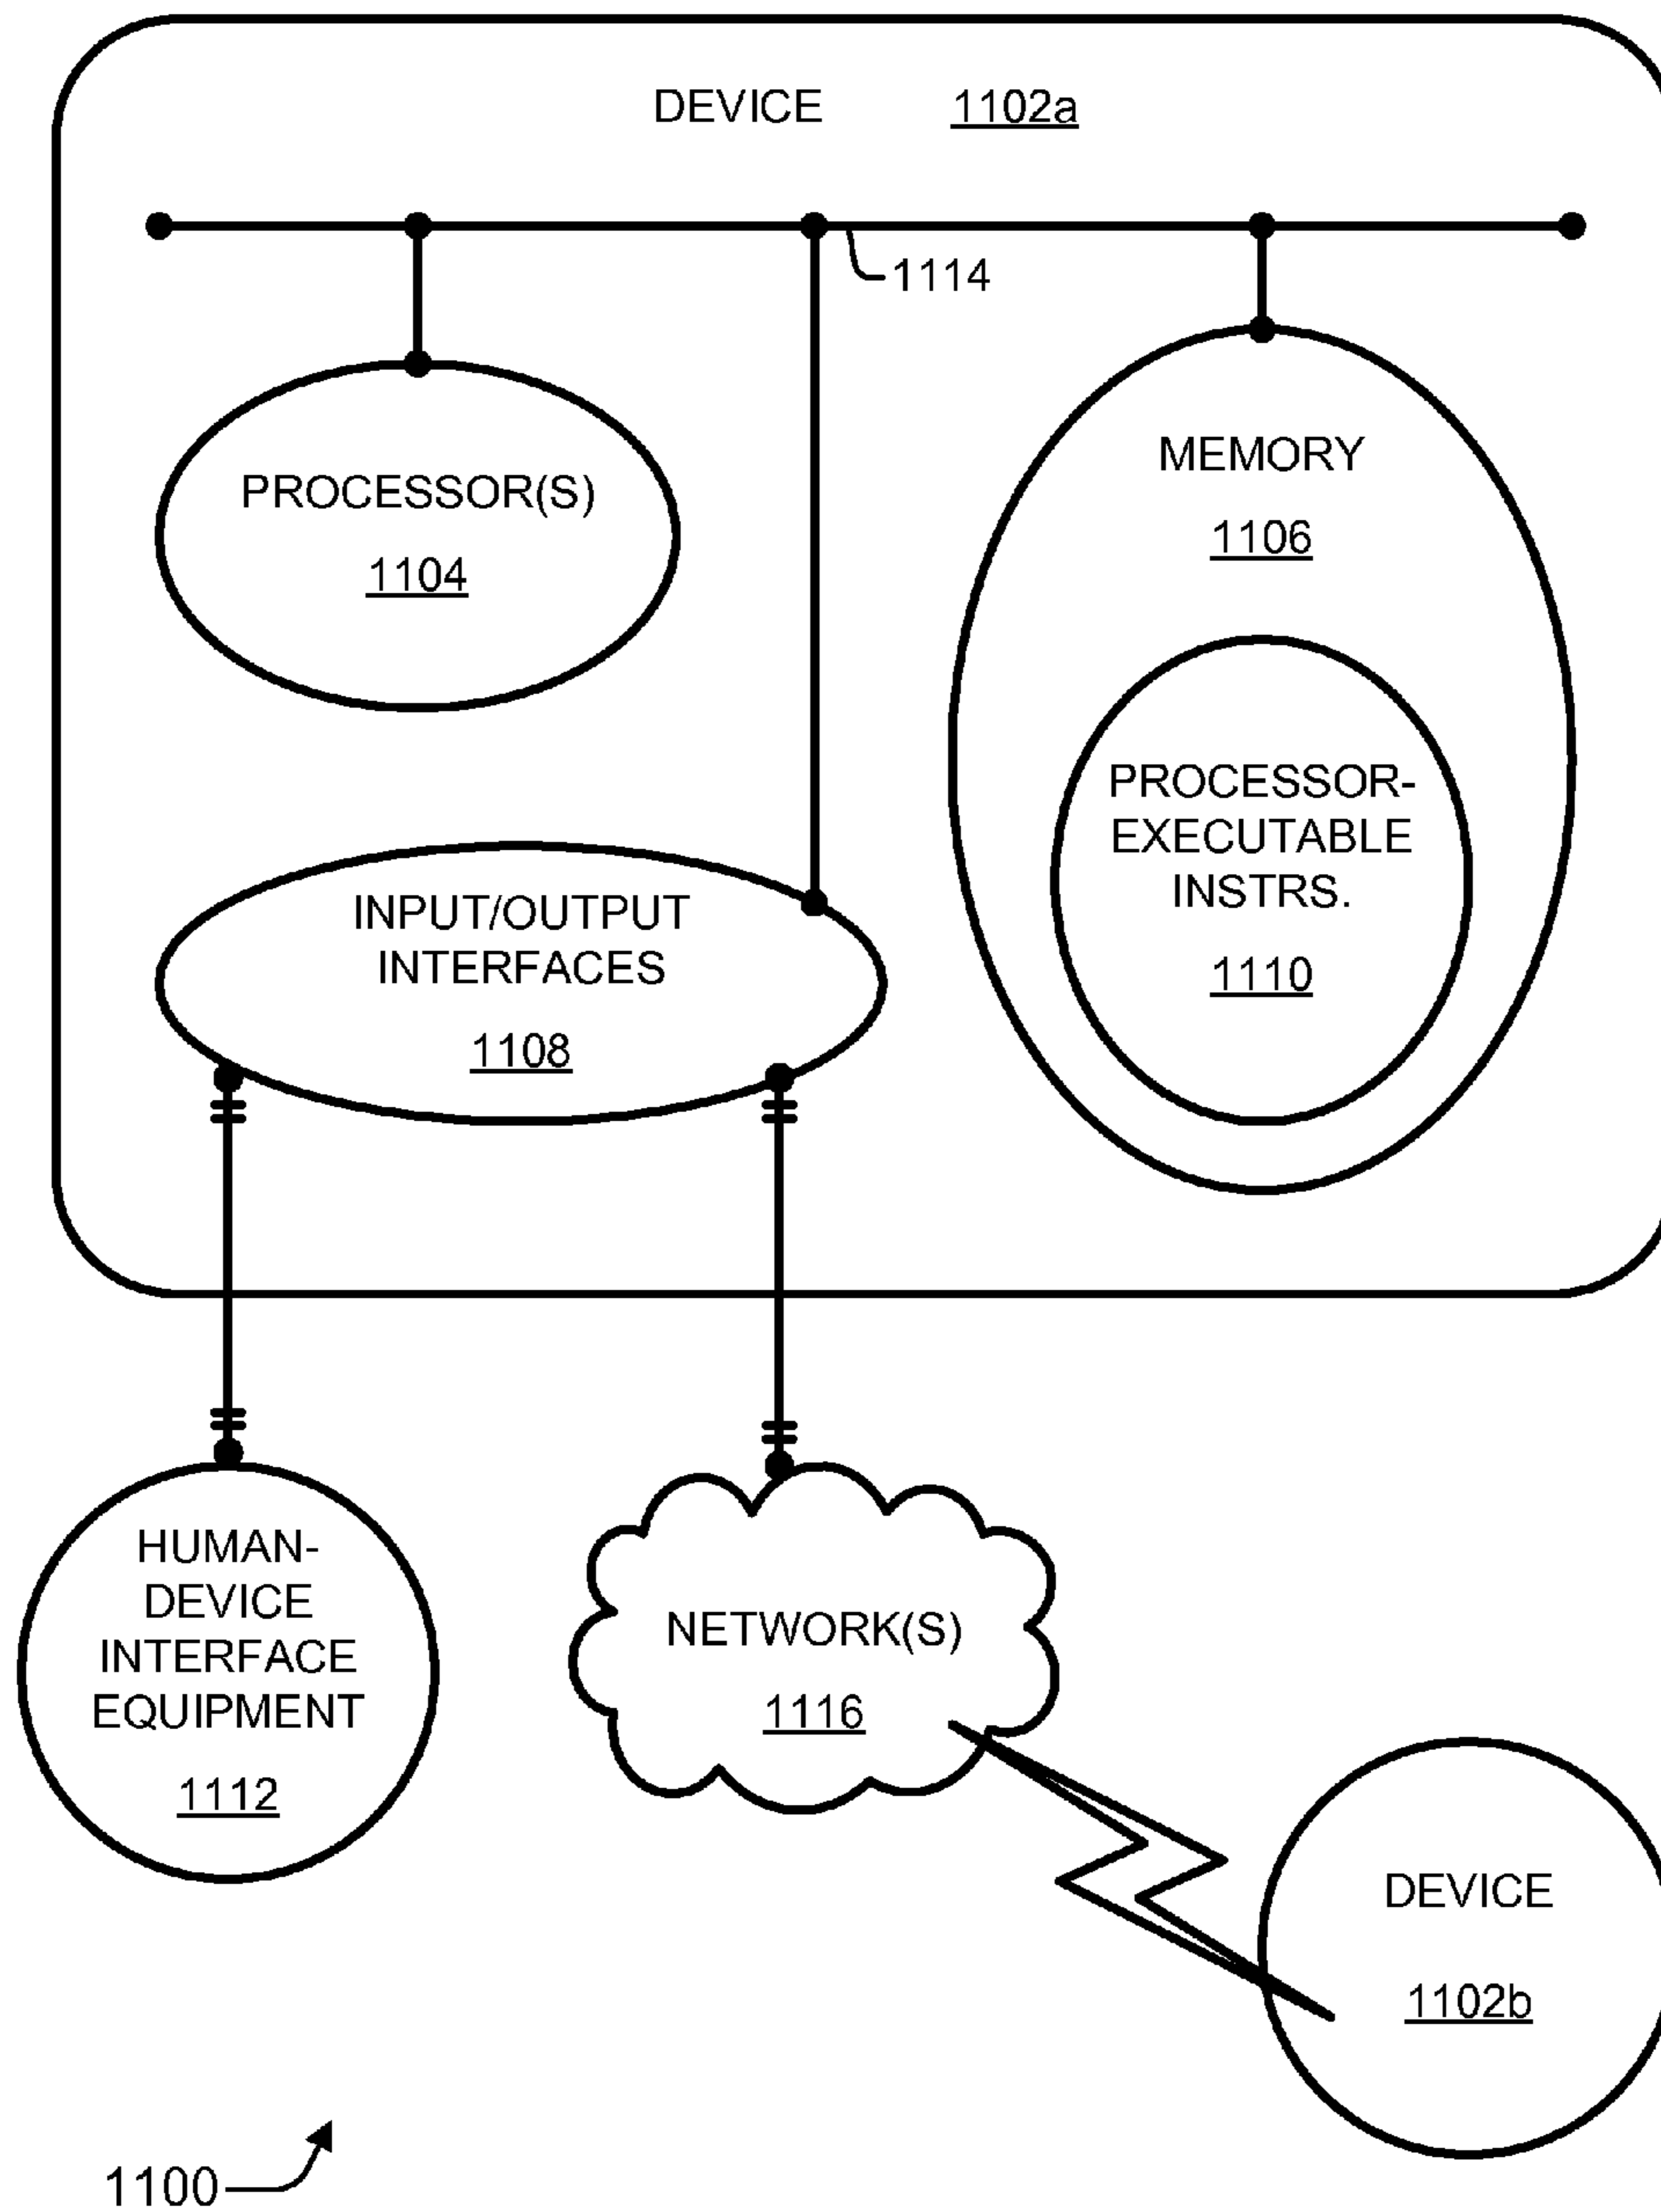 DEVICE 1102a
1114
PROCESSOR(S)
1104
MEMORY
1106
PROCESSOR-
EXECUTABLE
INSTRS.
1110
INPUT/OUTPUT
INTERFACES
1108
HUMAN-
DEVICE
INTERFACE
EQUIPMENT
1112
NETWORK(S)
1116
DEVICE
1102b
1100